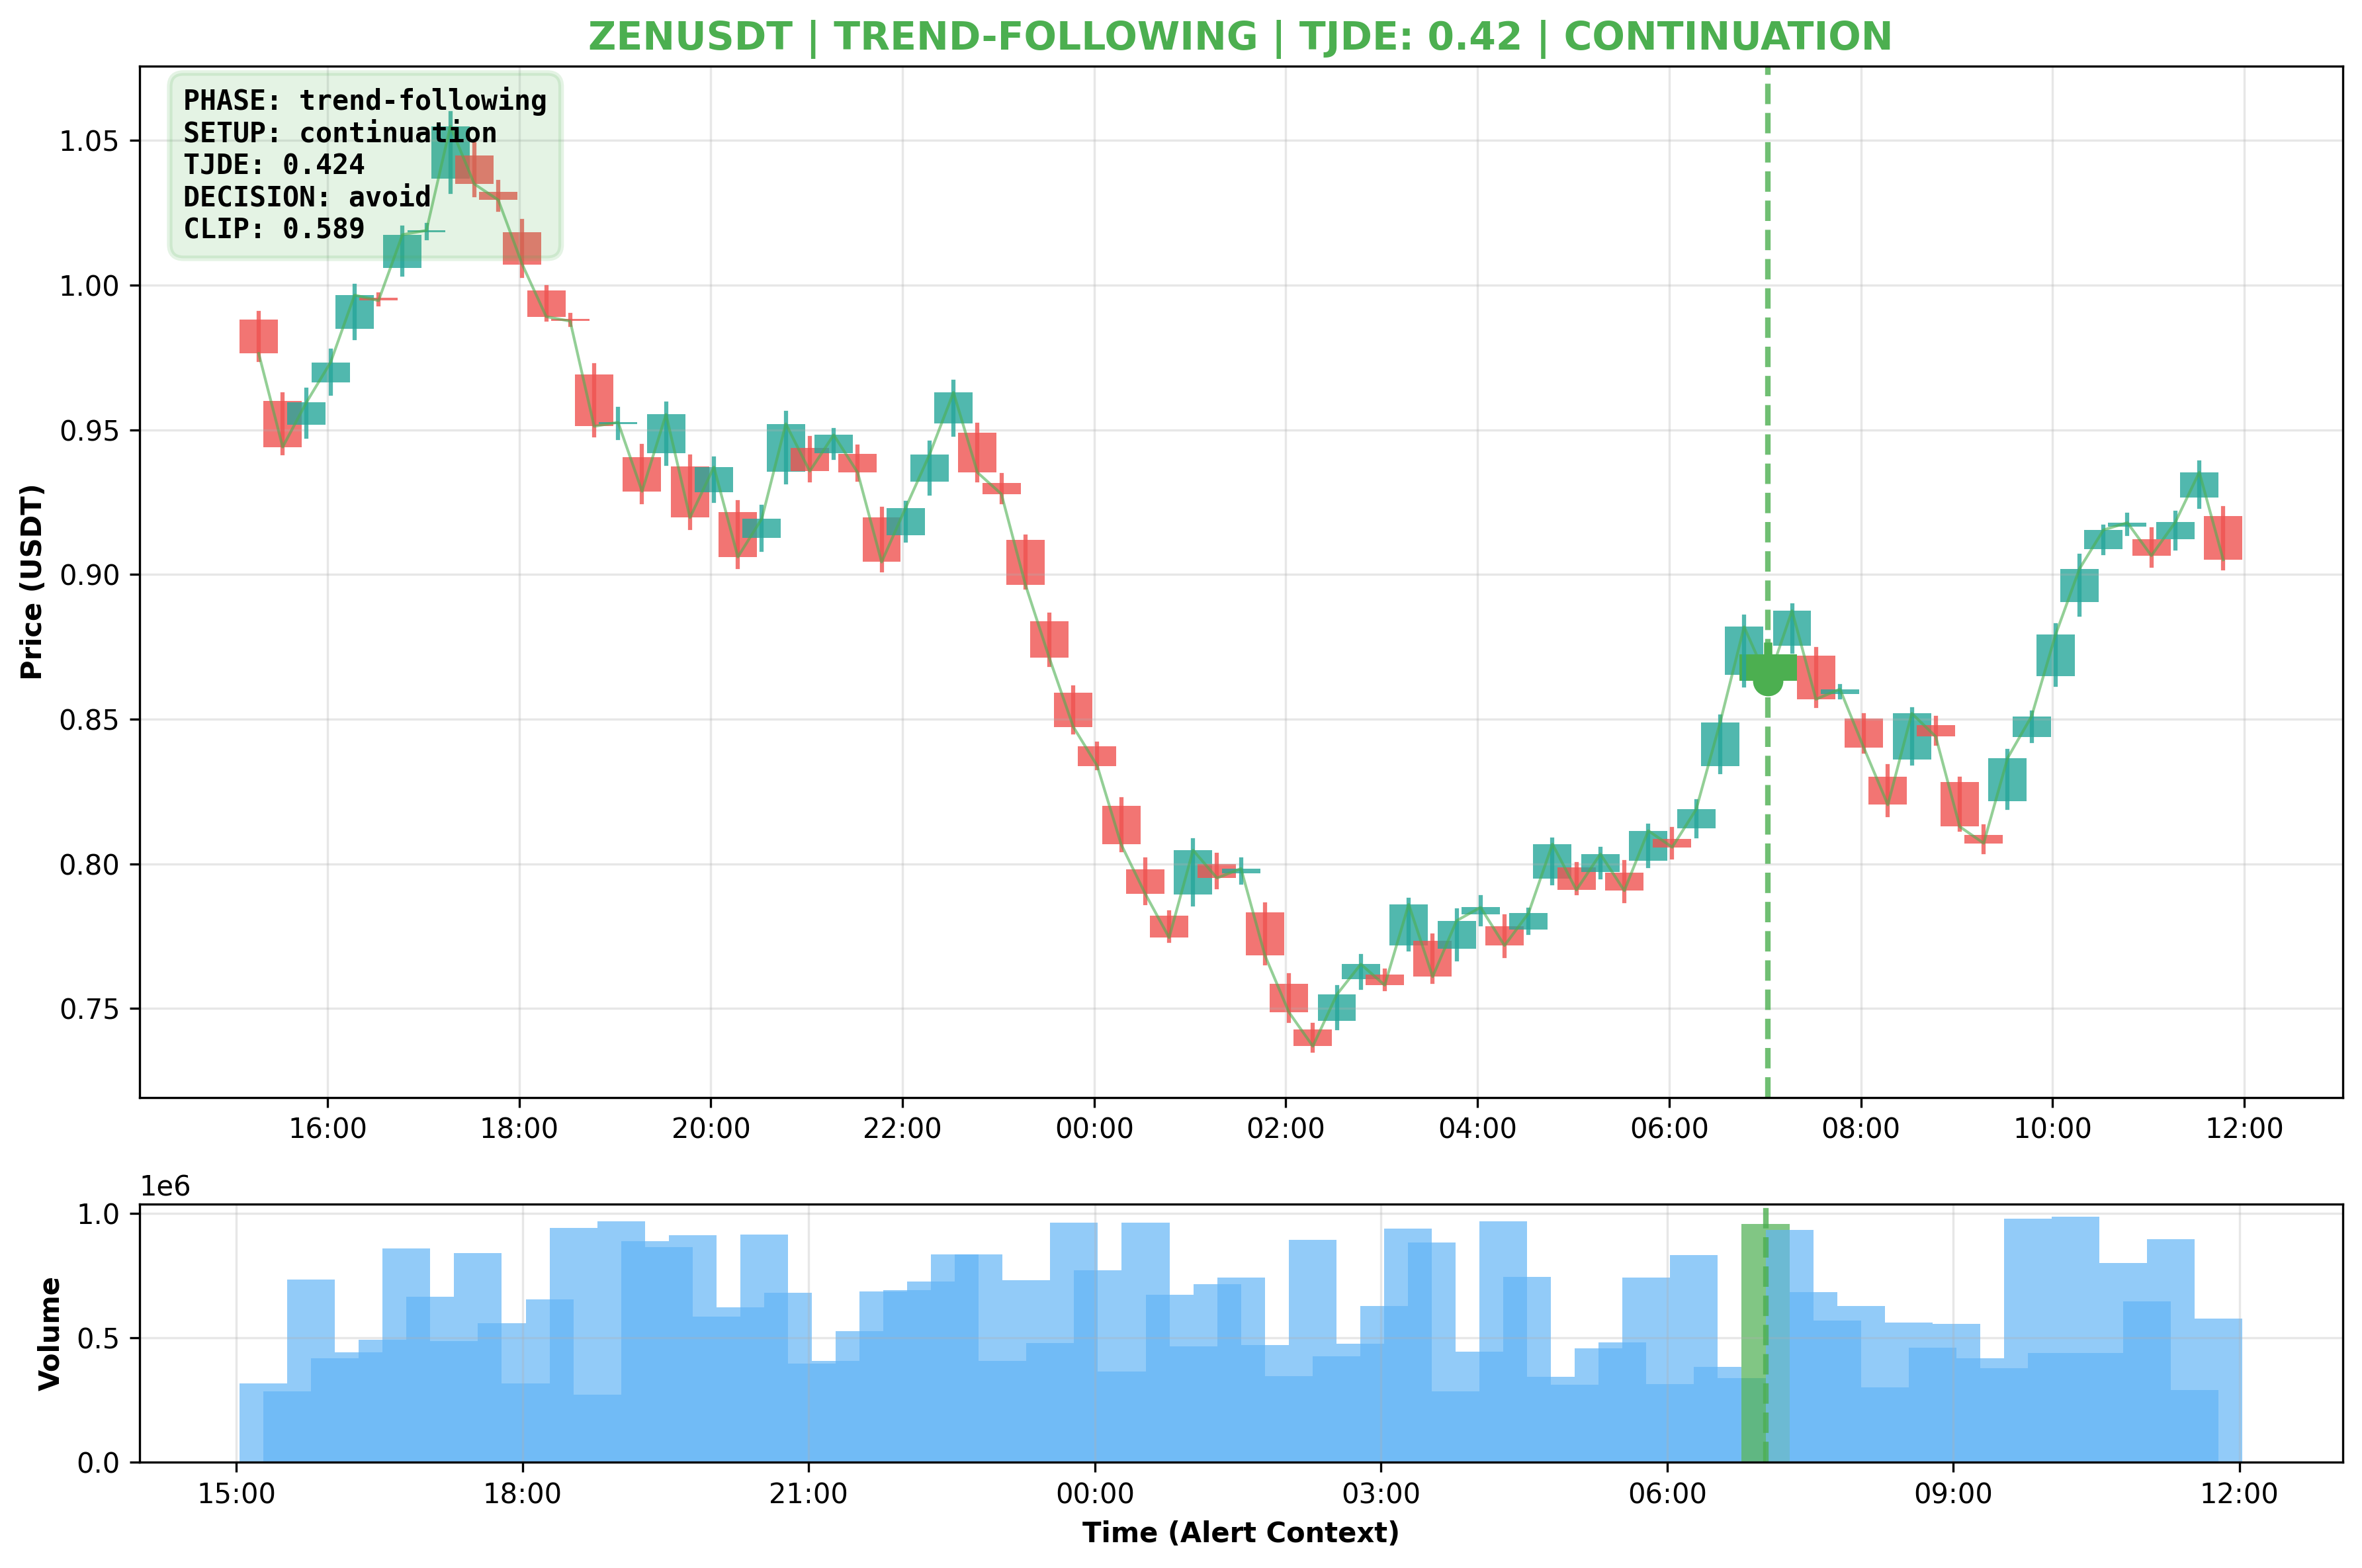 ZENUSDT | TREND-FOLLOWING | TJDE: 0.42 | CONTINUATION
PHASE: trend-following
SETUP: continuation
TJDE: 0.424
DECISION: avoid
CLIP: 0.589
Price (USDT)
1.05
1.00
0.95
0.90
0.85
0.80
0.75
16:00 18:00 20:00 22:00 00:00 02:00 04:00 06:00 08:00 10:00 12:00
1e6
Volume
1.0
0.5
0.0
15:00 18:00 21:00 00:00 03:00 06:00 09:00 12:00
Time (Alert Context)